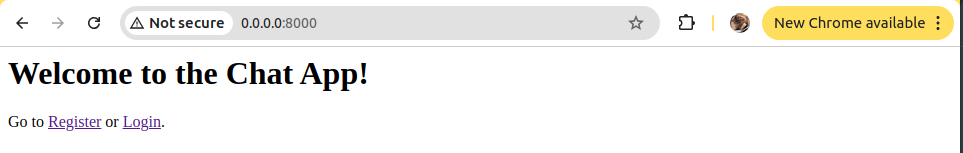 Not secure 0.0.0.0:8000 New Chrome available
Welcome to the Chat App!
Go to Register or Login.